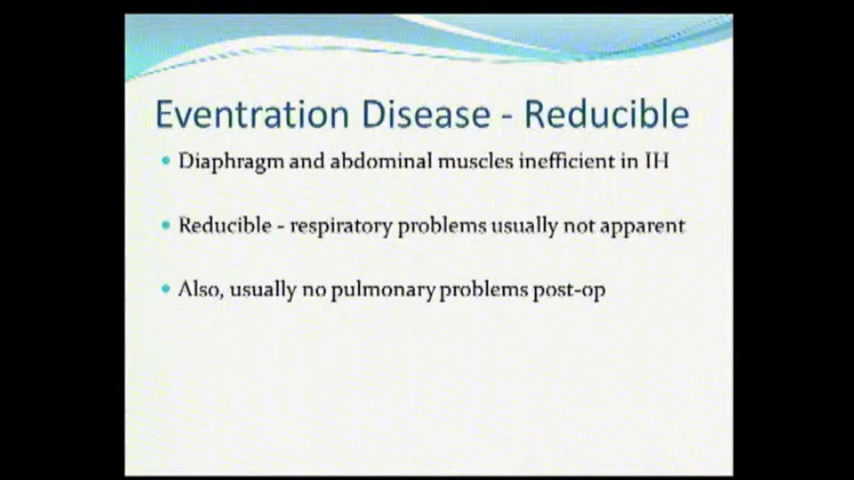 Eventration Disease - Reducible
Diaphragm and abdominal muscles inefficient in IH
Reducible - respiratory problems usually not apparent
Also, usually no pulmonary problems post-op